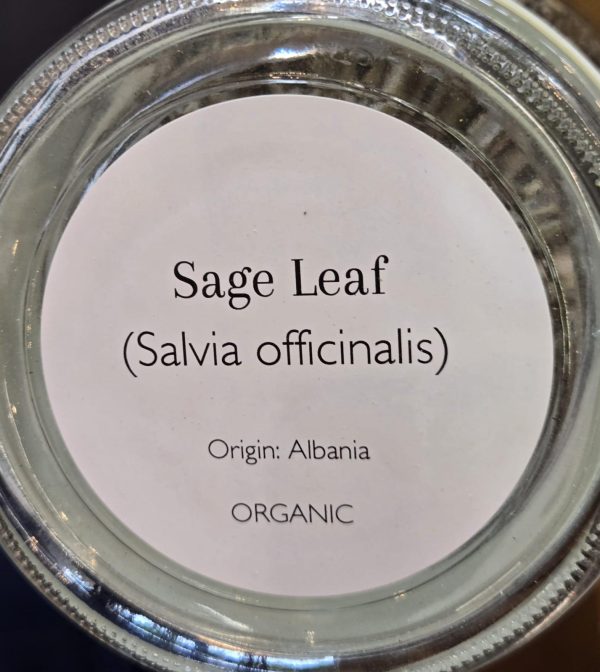 Sage Leaf
(Salvia officinalis)
Origin: Albania
ORGANIC